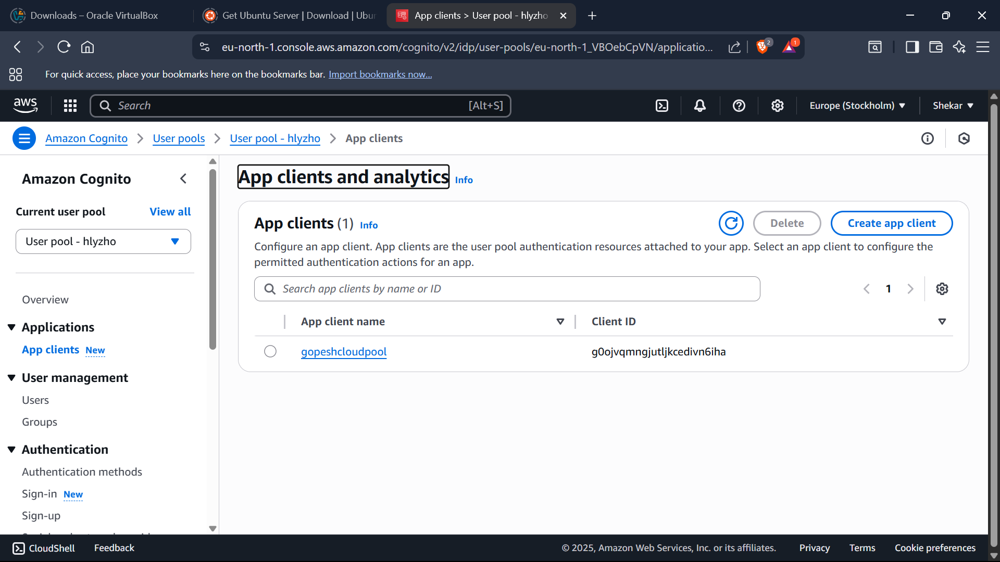 Downloads – Oracle VirtualBox
Get Ubuntu Server | Download | Ubun
App clients > User pool - hlyzho
eu-north-1.console.aws.amazon.com/cognito/v2/idp/user-pools/eu-north-1_VBOebCpVN/applicatio...
2
1
For quick access, place your bookmarks here on the bookmarks bar. Import bookmarks now...
aws
Search [Alt+S]
Europe (Stockholm)
Shekar
Amazon Cognito
User pools
User pool - hlyzho
App clients
Amazon Cognito
Current user pool
View all
User pool - hlyzho
Overview
Applications
App clients New
User management
Users
Groups
Authentication
Authentication methods
Sign-in New
Sign-up
App clients and analytics Info
App clients (1) Info
Delete
Create app client
Configure an app client. App clients are the user pool authentication resources attached to your app. Select an app client to configure the
permitted authentication actions for an app.
Search app clients by name or ID
1
App client name
Client ID
gopeshcloudpool
g0ojvqmngjutljkcedivn6iha
CloudShell
Feedback
© 2025, Amazon Web Services, Inc. or its affiliates.
Privacy
Terms
Cookie preferences